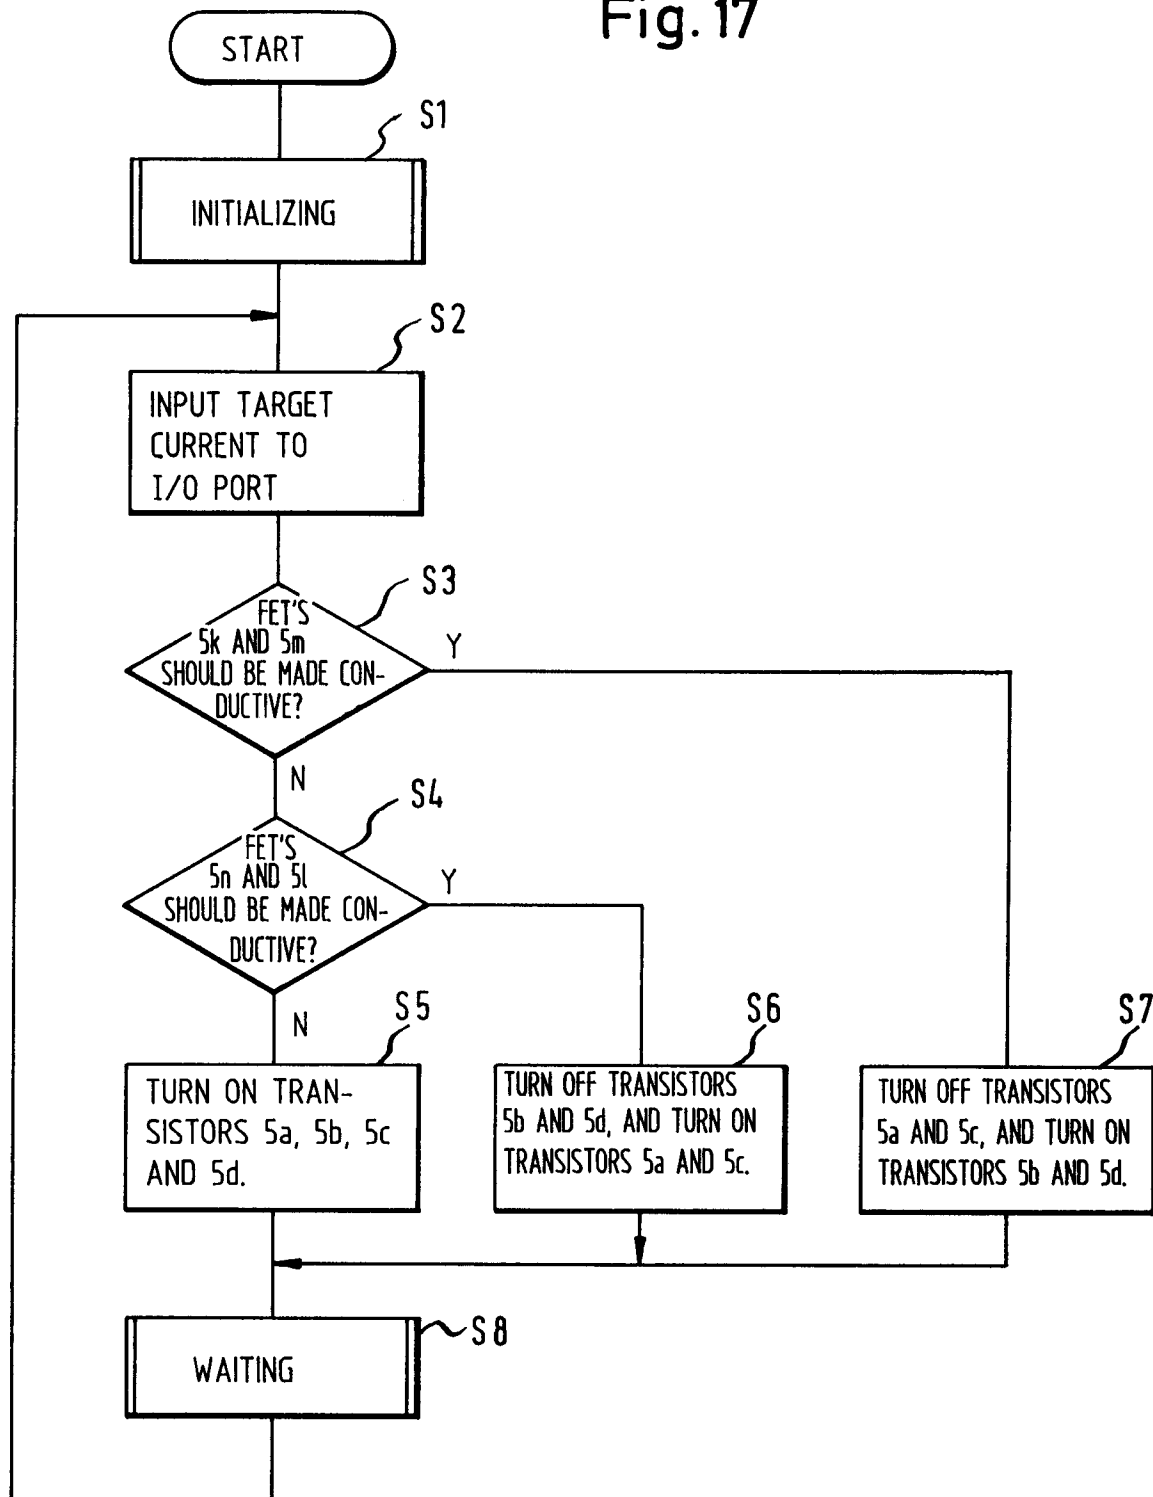 Fig. 17
START
S1
INITIALIZING
S2
INPUT TARGET
CURRENT TO
I/O PORT
S3
FET'S
5k AND 5m
SHOULD BE MADE CON-
DUCTIVE?
Y
N
S4
FET'S
5n AND 5l
SHOULD BE MADE CON-
DUCTIVE?
Y
N
S5
TURN ON TRAN-
SISTORS 5a, 5b, 5c
AND 5d.
S6
TURN OFF TRANSISTORS
5b AND 5d, AND TURN ON
TRANSISTORS 5a AND 5c.
S7
TURN OFF TRANSISTORS
5a AND 5c, AND TURN ON
TRANSISTORS 5b AND 5d.
S8
WAITING